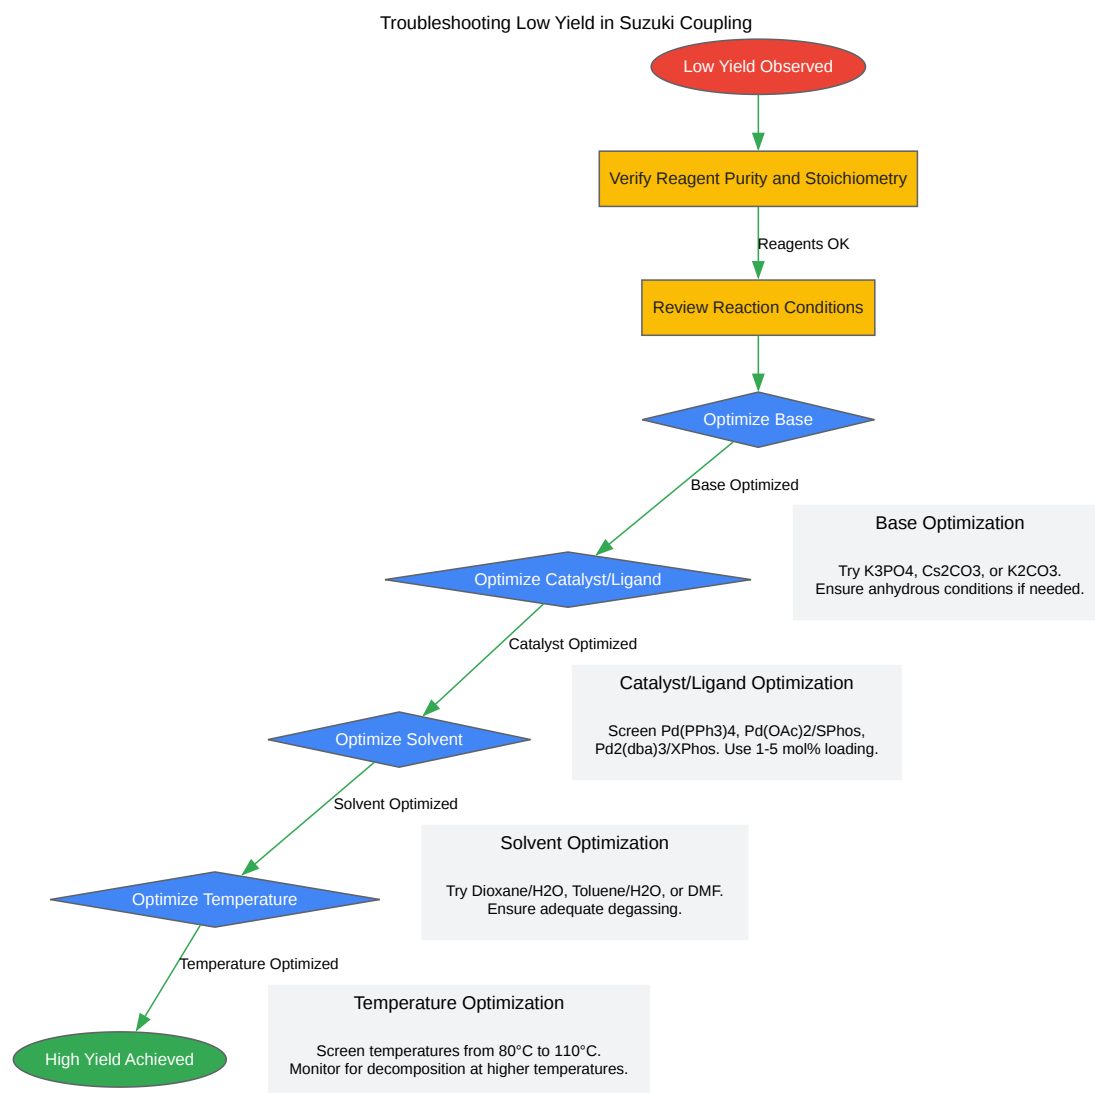 Troubleshooting Low Yield in Suzuki Coupling
Low Yield Observed
Verify Reagent Purity and Stoichiometry
Reagents OK
Review Reaction Conditions
Optimize Base
Base Optimized
Base Optimization
Try K3PO4, Cs2CO3, or K2CO3.
Ensure anhydrous conditions if needed.
Optimize Catalyst/Ligand
Catalyst Optimized
Catalyst/Ligand Optimization
Screen Pd(PPh3)4, Pd(OAc)2/SPhos,
Pd2(dba)3/XPhos. Use 1-5 mol% loading.
Optimize Solvent
Solvent Optimized
Solvent Optimization
Try Dioxane/H2O, Toluene/H2O, or DMF.
Ensure adequate degassing.
Optimize Temperature
Temperature Optimized
Temperature Optimization
Screen temperatures from 80°C to 110°C.
Monitor for decomposition at higher temperatures.
High Yield Achieved